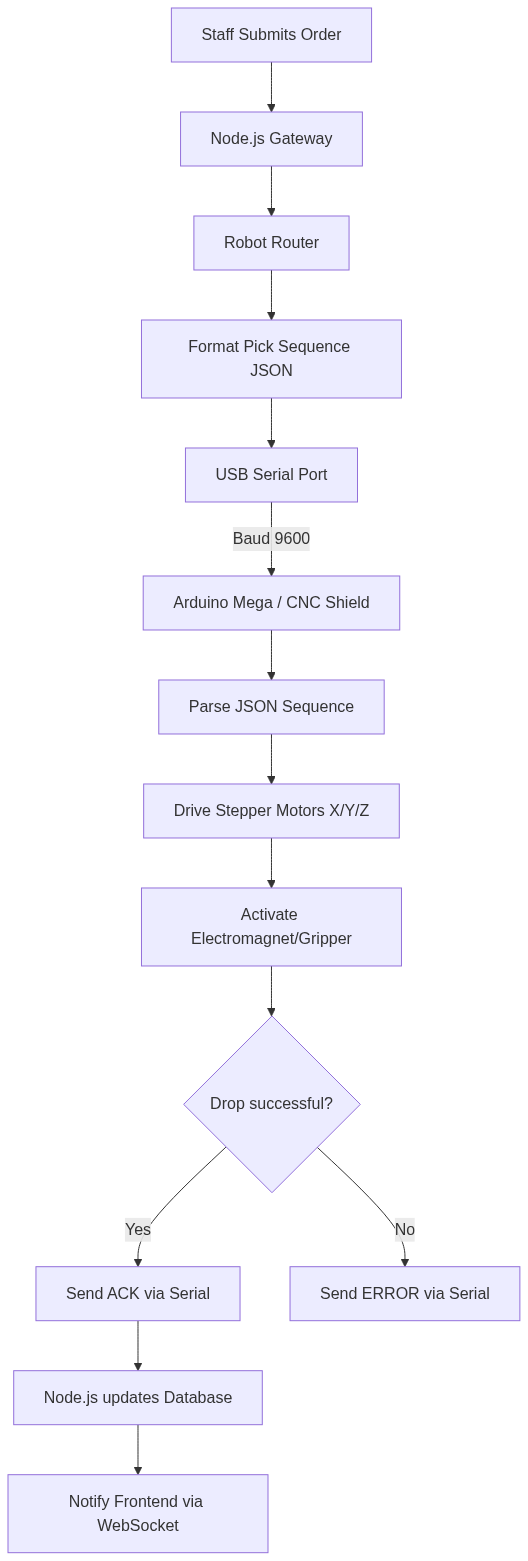 Staff Submits Order
Node.js Gateway
Robot Router
Format Pick Sequence
JSON
USB Serial Port
Baud 9600
Arduino Mega / CNC Shield
Parse JSON Sequence
Drive Stepper Motors X/Y/Z
Activate
Electromagnet/Gripper
Drop successful?
Yes
No
Send ACK via Serial
Send ERROR via Serial
Node.js updates Database
Notify Frontend via
WebSocket